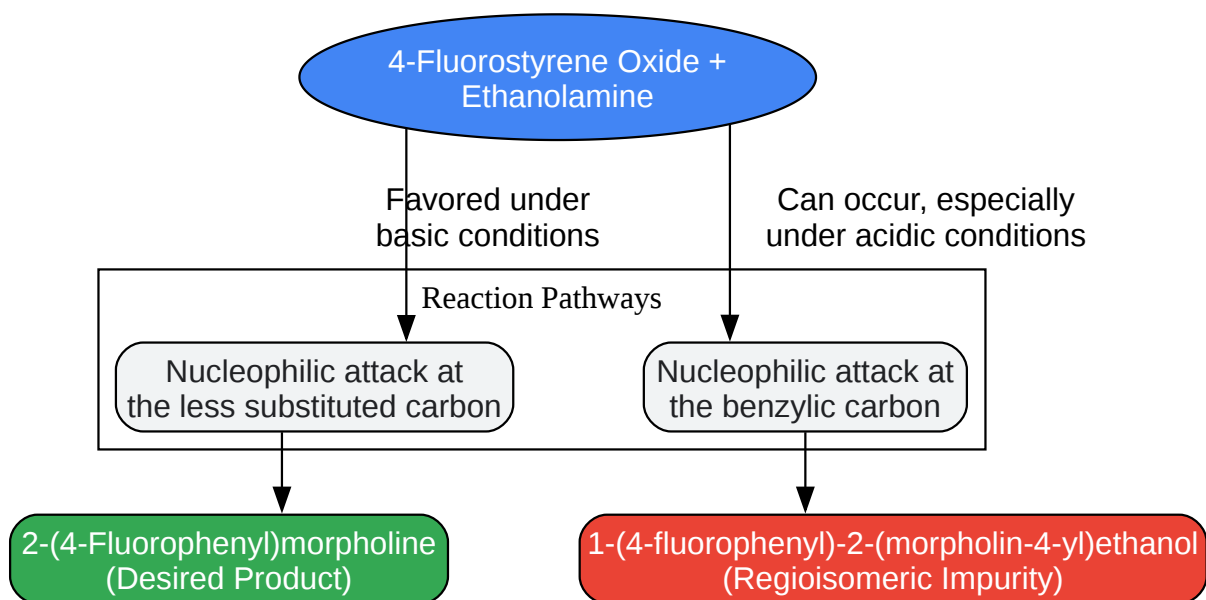 4-Fluorostyrene Oxide +
Ethanolamine
Favored under
basic conditions
Can occur, especially
under acidic conditions
Reaction Pathways
Nucleophilic attack at
the less substituted carbon
Nucleophilic attack at
the benzylic carbon
2-(4-Fluorophenyl)morpholine
(Desired Product)
1-(4-fluorophenyl)-2-(morpholin-4-yl)ethanol
(Regioisomeric Impurity)